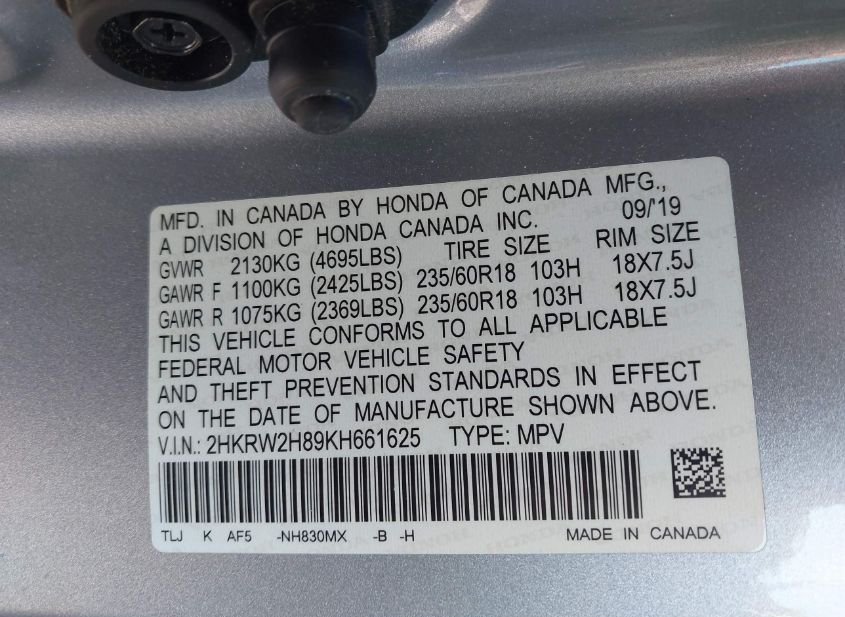 MFD. IN CANADA BY HONDA OF CANADA MFG.,
A DIVISION OF HONDA CANADA INC. 09/'19
GVWR 2130KG (4695LBS) TIRE SIZE RIM SIZE
GAWR F 1100KG (2425LBS) 235/60R18 103H 18X7.5J
GAWR R 1075KG (2369LBS) 235/60R18 103H 18X7.5J
THIS VEHICLE CONFORMS TO ALL APPLICABLE
FEDERAL MOTOR VEHICLE SAFETY
AND THEFT PREVENTION STANDARDS IN EFFECT
ON THE DATE OF MANUFACTURE SHOWN ABOVE.
V.I.N.: 2HKRW2H89KH661625 TYPE: MPV
TLJ K AF5 -NH830MX -B -H MADE IN CANADA